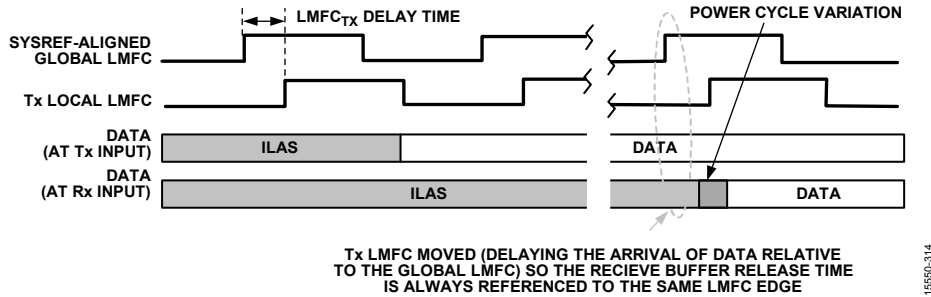 LMFCTX DELAY TIME
POWER CYCLE VARIATION
SYSREF-ALIGNED
GLOBAL LMFC
Tx LOCAL LMFC
DATA
(AT Tx INPUT)
ILAS
DATA
DATA
(AT Rx INPUT)
ILAS
DATA
Tx LMFC MOVED (DELAYING THE ARRIVAL OF DATA RELATIVE
TO THE GLOBAL LMFC) SO THE RECIEVE BUFFER RELEASE TIME
IS ALWAYS REFERENCED TO THE SAME LMFC EDGE
15550-314